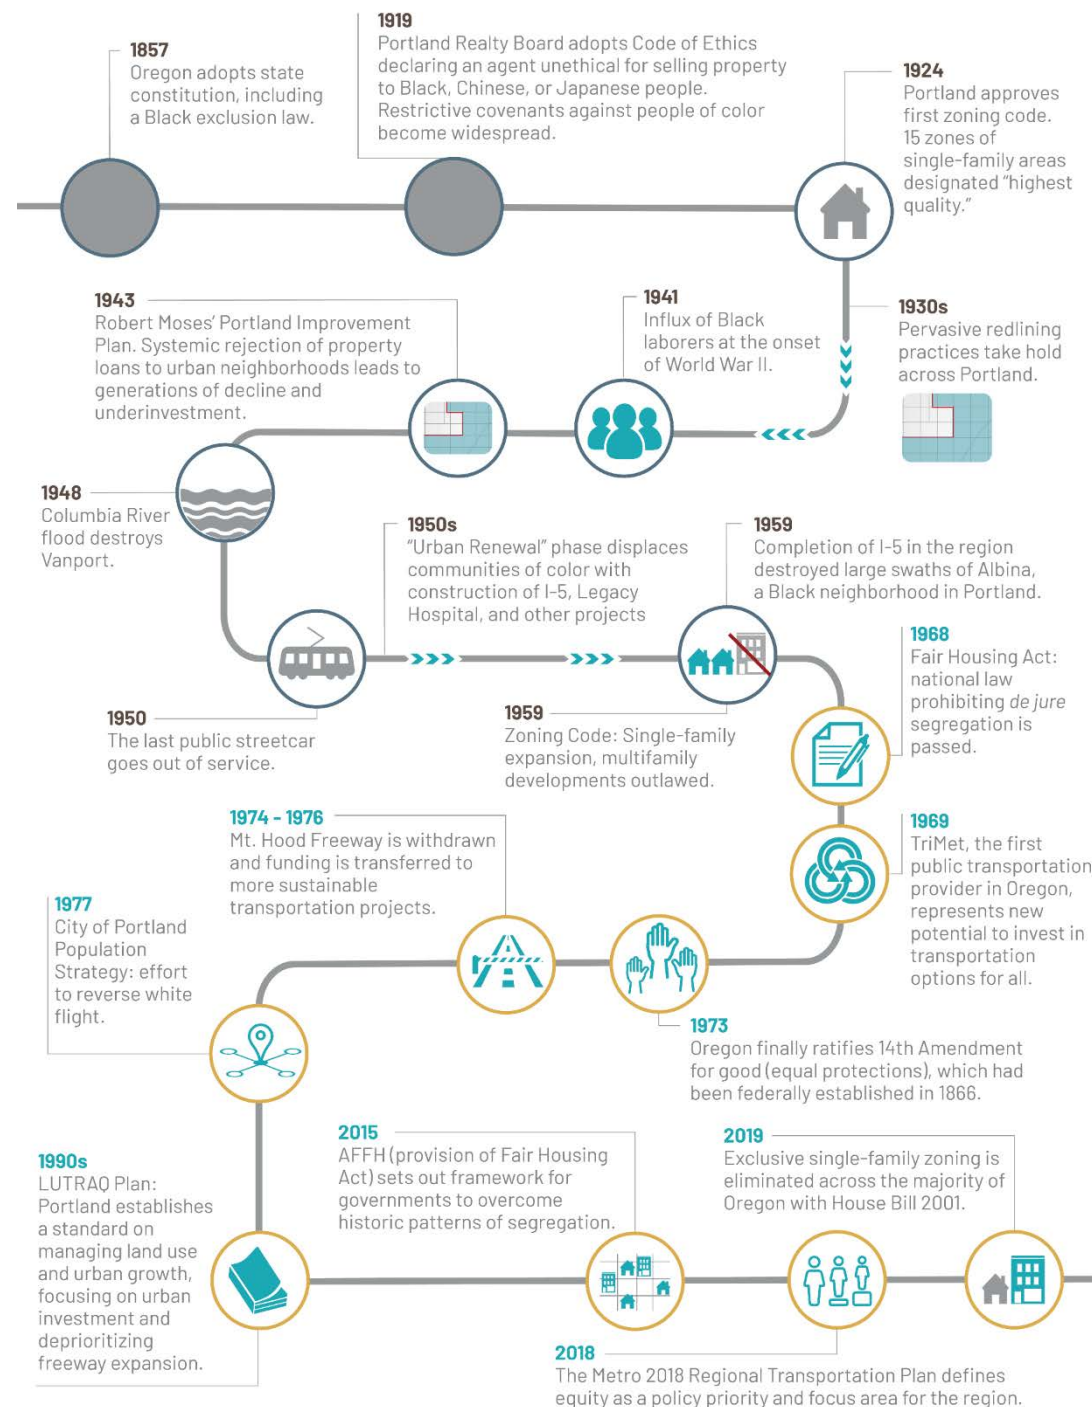 1857
Oregon adopts state
constitution, including
a Black exclusion law.
1919
Portland Realty Board adopts Code of Ethics
declaring an agent unethical for selling property
to Black, Chinese, or Japanese people.
Restrictive covenants against people of color
become widespread.
1924
Portland approves
first zoning code.
15 zones of
single-family areas
designated “highest
quality.”
1930s
Pervasive redlining
practices take hold
across Portland.
1941
Influx of Black
laborers at the onset
of World War II.
1943
Robert Moses’ Portland Improvement
Plan. Systemic rejection of property
loans to urban neighborhoods leads to
generations of decline and
underinvestment.
1948
Columbia River
flood destroys
Vanport.
1950
The last public streetcar
goes out of service.
1950s
“Urban Renewal” phase displaces
communities of color with
construction of I-5, Legacy
Hospital, and other projects
1959
Completion of I-5 in the region
destroyed large swaths of Albina,
a Black neighborhood in Portland.
1959
Zoning Code: Single-family
expansion, multifamily
developments outlawed.
1968
Fair Housing Act:
national law
prohibiting de jure
segregation is
passed.
1969
TriMet, the first
public transportation
provider in Oregon,
represents new
potential to invest in
transportation
options for all.
1973
Oregon finally ratifies 14th Amendment
for good (equal protections), which had
been federally established in 1866.
1974 - 1976
Mt. Hood Freeway is withdrawn
and funding is transferred to
more sustainable
transportation projects.
1977
City of Portland
Population
Strategy: effort
to reverse white
flight.
1990s
LUTRAQ Plan:
Portland establishes
a standard on
managing land use
and urban growth,
focusing on urban
investment and
deprioritizing
freeway expansion.
2015
AFFH (provision of Fair Housing
Act) sets out framework for
governments to overcome
historic patterns of segregation.
2018
The Metro 2018 Regional Transportation Plan defines
equity as a policy priority and focus area for the region.
2019
Exclusive single-family zoning is
eliminated across the majority of
Oregon with House Bill 2001.